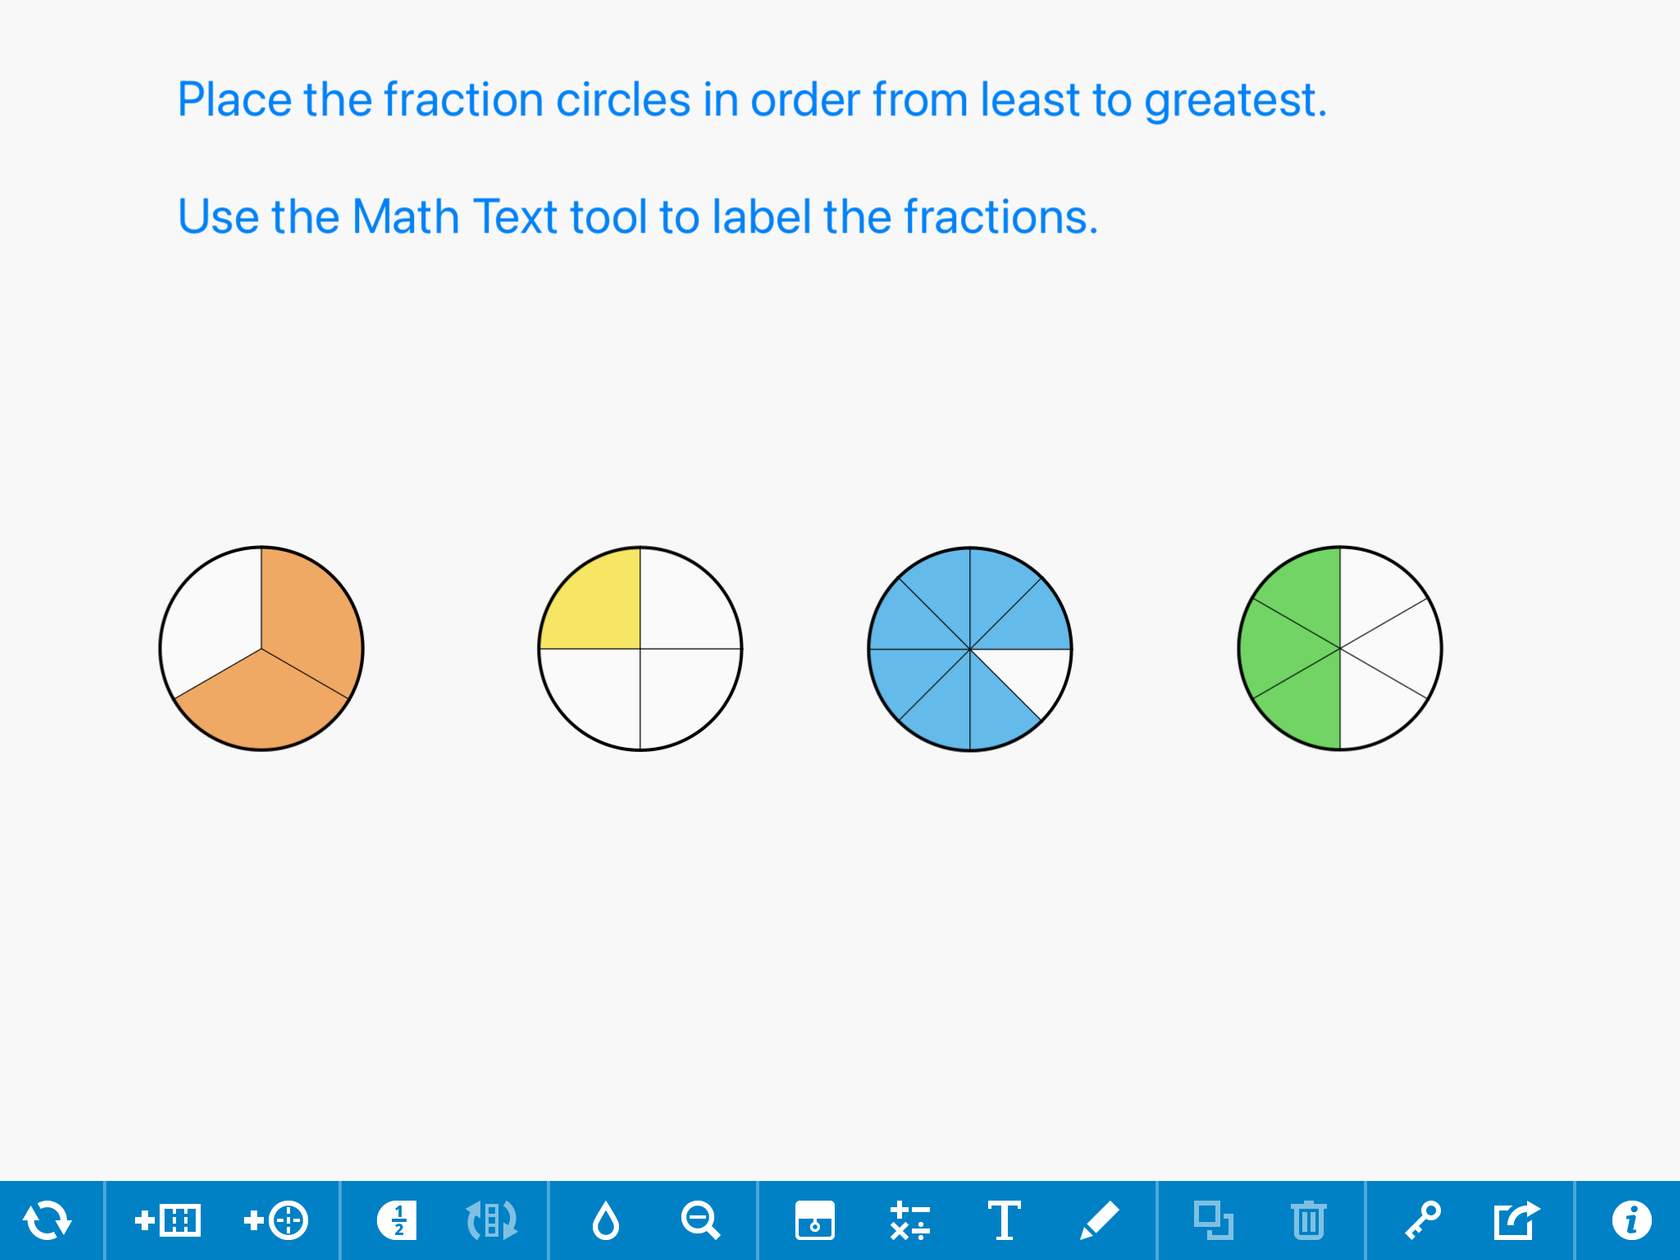 Place the fraction circles in order from least to greatest.
Use the Math Text tool to label the fractions.
1
2
T
i